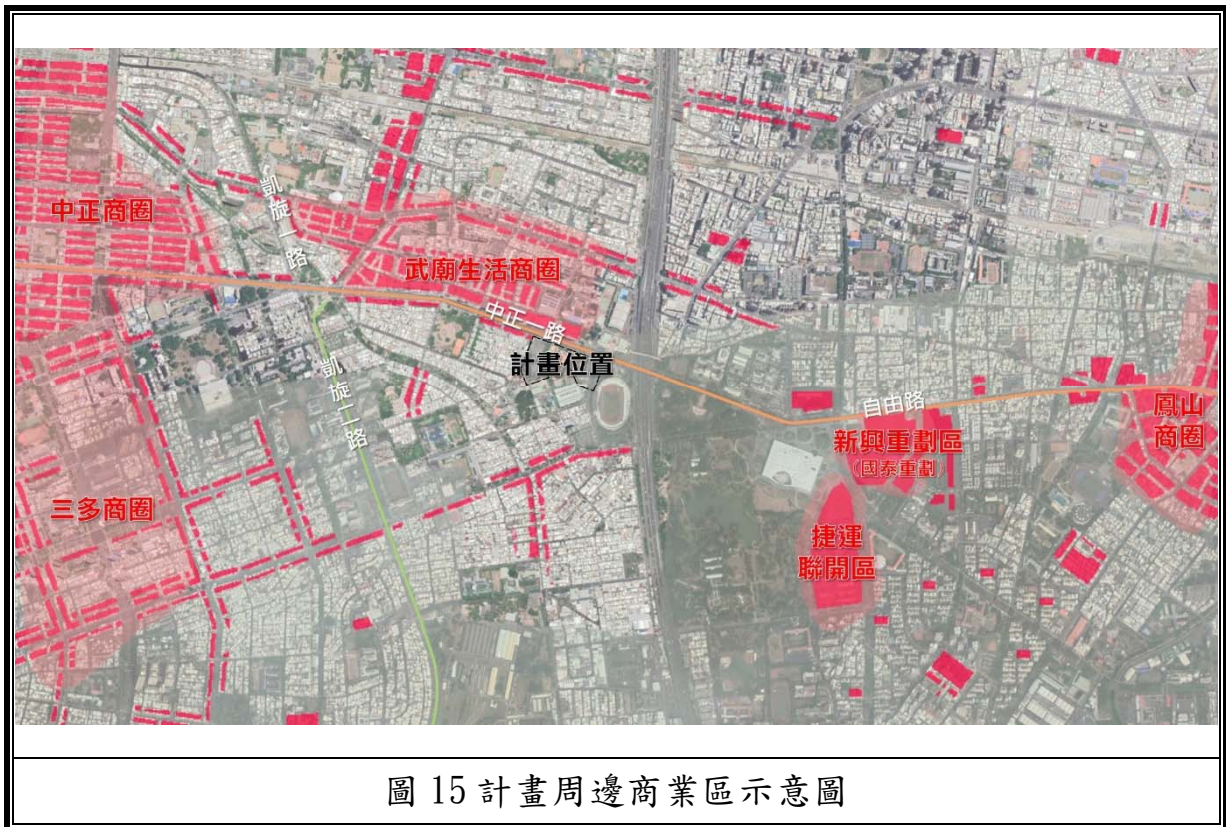 凱旋一路
中正商圈
武廟生活商圈
中正一路
計畫位置
凱旋二路
自由路
鳳山
商圈
新興重劃區
(國泰重劃)
三多商圈
捷運
聯開區
圖 15 計畫周邊商業區示意圖